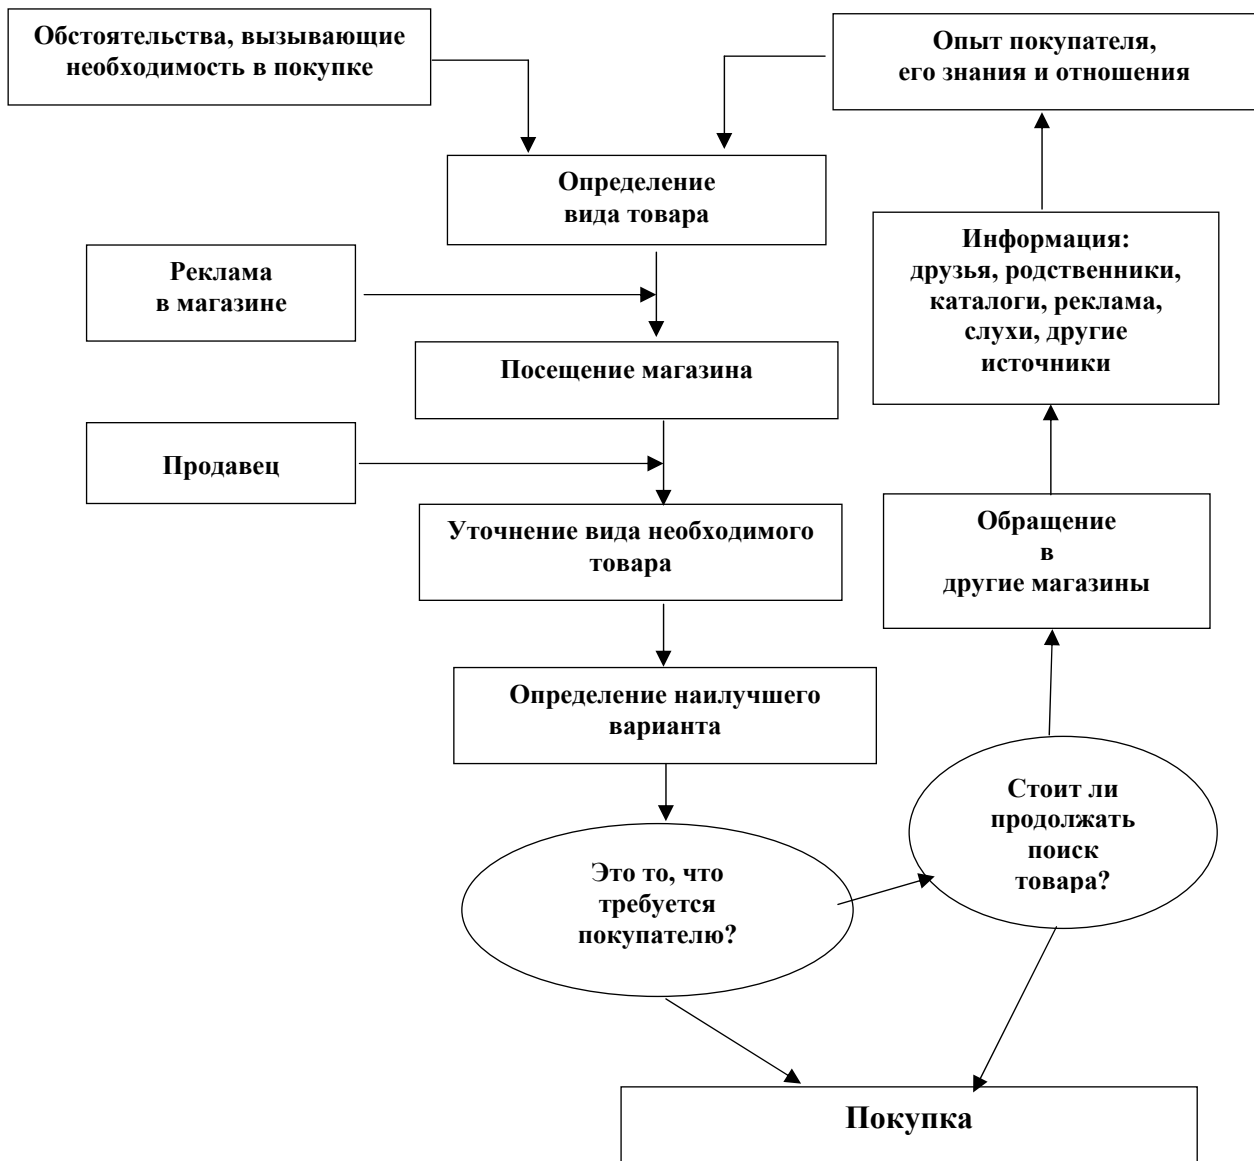 Обстоятельства, вызывающие
необходимость в покупке
Опыт покупателя,
его знания и отношения
Определение
вида товара
Реклама
в магазине
Информация:
друзья, родственники,
каталоги, реклама,
слухи, другие
источники
Посещение магазина
Продавец
Уточнение вида необходимого
товара
Обращение
в
другие магазины
Определение наилучшего
варианта
Стоит ли
продолжать
поиск
товара?
Это то, что
требуется
покупателю?
Покупка